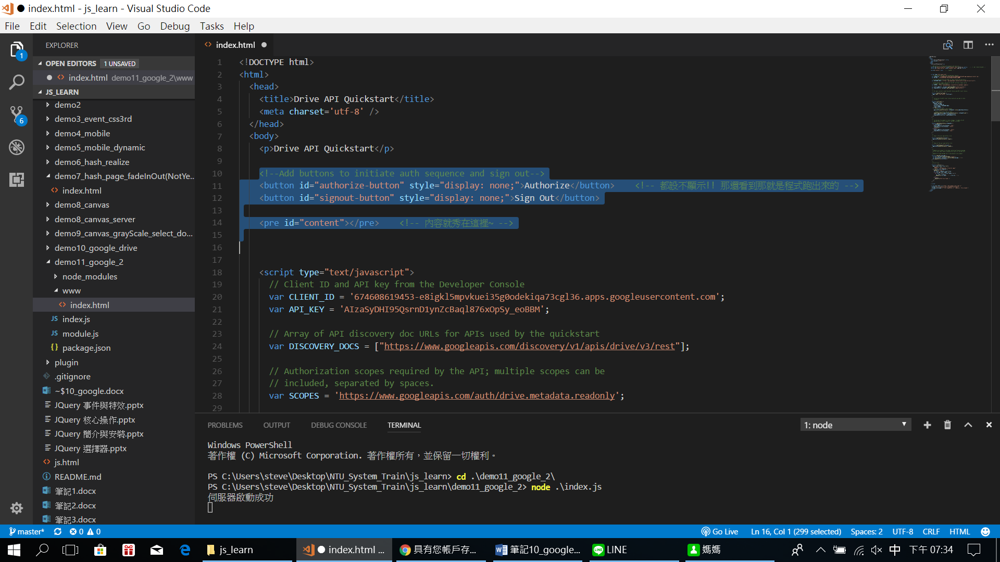 index.html - js_learn - Visual Studio Code
File Edit Selection View Go Debug Tasks Help
1
6
EXPLORER
OPEN EDITORS 1 UNSAVED
index.html demo11_google_2\www
JS_LEARN
demo2
demo3_event_css3rd
demo4_mobile
demo5_mobile_dynamic
demo6_hash_realize
demo7_hash_page_fadeInOut(NotYe...
index.html
demo8_canvas
demo8_canvas_server
demo9_canvas_grayScale_select_do...
demo10_google_drive
demo11_google_2
node_modules
www
index.html
JS index.js
JS module.js
{} package.json
plugin
.gitignore
~$10_google.docx
JQuery 事件與特效.pptx
JQuery 核心操作.pptx
JQuery 簡介與安裝.pptx
JQuery 選擇器.pptx
js.html
README.md
筆記1.docx
筆記2.docx
筆記3.docx
index.html
1 <!DOCTYPE html>
2 <html>
3 <head>
4 <title>Drive API Quickstart</title>
5 <meta charset='utf-8' />
6 </head>
7 <body>
8 <p>Drive API Quickstart</p>
9
10 <!--Add buttons to initiate auth sequence and sign out-->
11 <button id="authorize-button" style="display: none;">Authorize</button> <!-- 都設不顯示!! 那還看到那就是程式跑出來的 -->
12 <button id="signout-button" style="display: none;">Sign Out</button>
13
14 <pre id="content"></pre> <!-- 內容就秀在這裡~ -->
15
16
17
18 <script type="text/javascript">
19 // Client ID and API key from the Developer Console
20 var CLIENT_ID = '674608619453-e8igkl5mpvkuei35g0odekiqa73cgl36.apps.googleusercontent.com';
21 var API_KEY = 'AIzaSyDHI95QsrnD1ynZcBaql876xOpSy_eoBBM';
22
23 // Array of API discovery doc URLs for APIs used by the quickstart
24 var DISCOVERY_DOCS = ["https://www.googleapis.com/discovery/v1/apis/drive/v3/rest"];
25
26 // Authorization scopes required by the API; multiple scopes can be
27 // included, separated by spaces.
28 var SCOPES = 'https://www.googleapis.com/auth/drive.metadata.readonly';
29
PROBLEMS OUTPUT DEBUG CONSOLE TERMINAL 1: node
Windows PowerShell
著作權 (C) Microsoft Corporation. 著作權所有，並保留一切權利。
PS C:\Users\steve\Desktop\NTU_System_Train\js_learn> cd .\demo11_google_2\
PS C:\Users\steve\Desktop\NTU_System_Train\js_learn\demo11_google_2> node .\index.js
伺服器啟動成功
master* 0 0 Go Live Ln 16, Col 1 (299 selected) Spaces: 2 UTF-8 CRLF HTML
js_learn index.html ... 具有您帳戶存... 筆記10_google... LINE 媽媽 中 下午 07:34